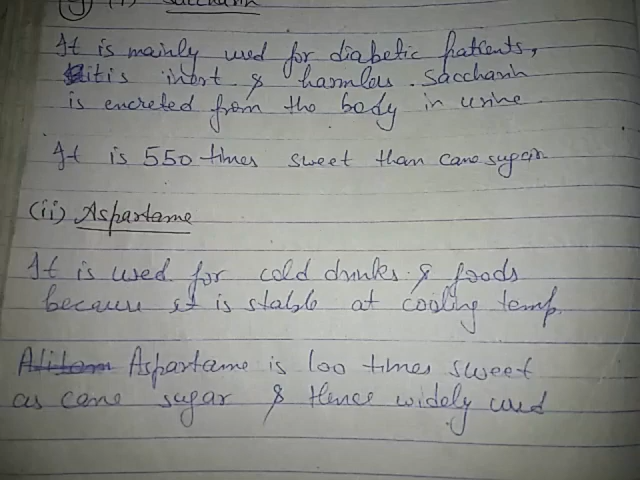 (i) Saccharin
It is mainly used for diabetic patients,
it is inert & harmless. Saccharin
is encreted from the body in urine
It is 550 times sweet than cane sugar
(ii) Aspartame
It is used for cold drinks & foods
because it is stable at cooling temp.
Alitam Aspartame is 100 times sweet
as cane sugar & Hence widely used